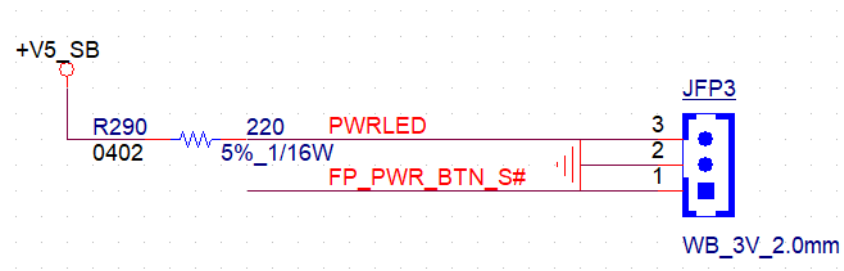 +V5_SB
JFP3
R290 220 PWRLED 3
0402 5%_1/16W 2
FP_PWR_BTN_S# 1
WB_3V_2.0mm